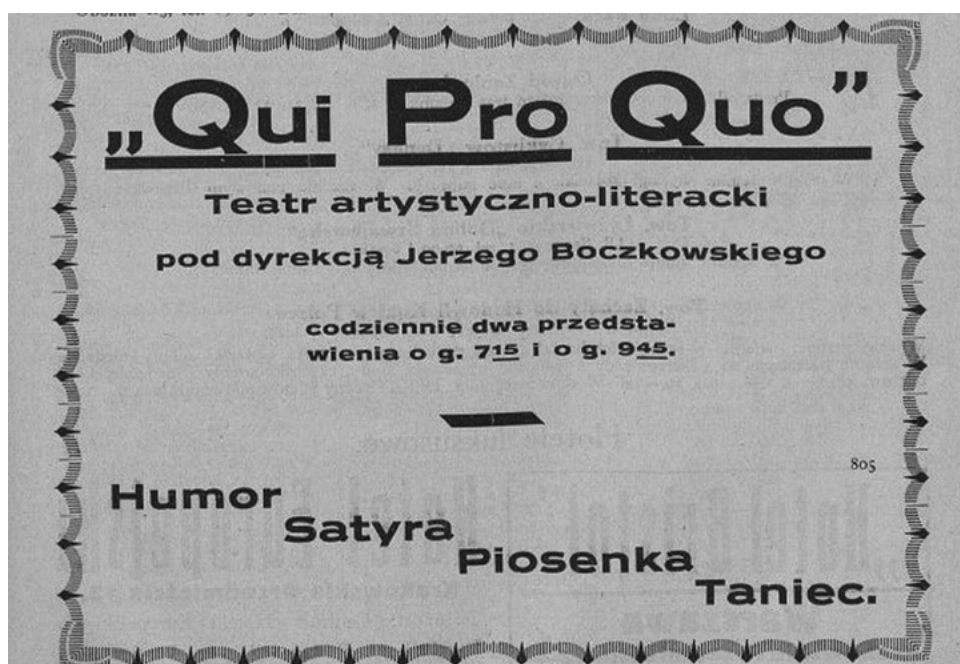 „Qui Pro Quo”
Teatr artystyczno-literacki
pod dyrekcją Jerzego Boczkowskiego
codziennie dwa przedsta-
wienia o g. 715 i o g. 945.
805
Humor
Satyra
Piosenka
Taniec.